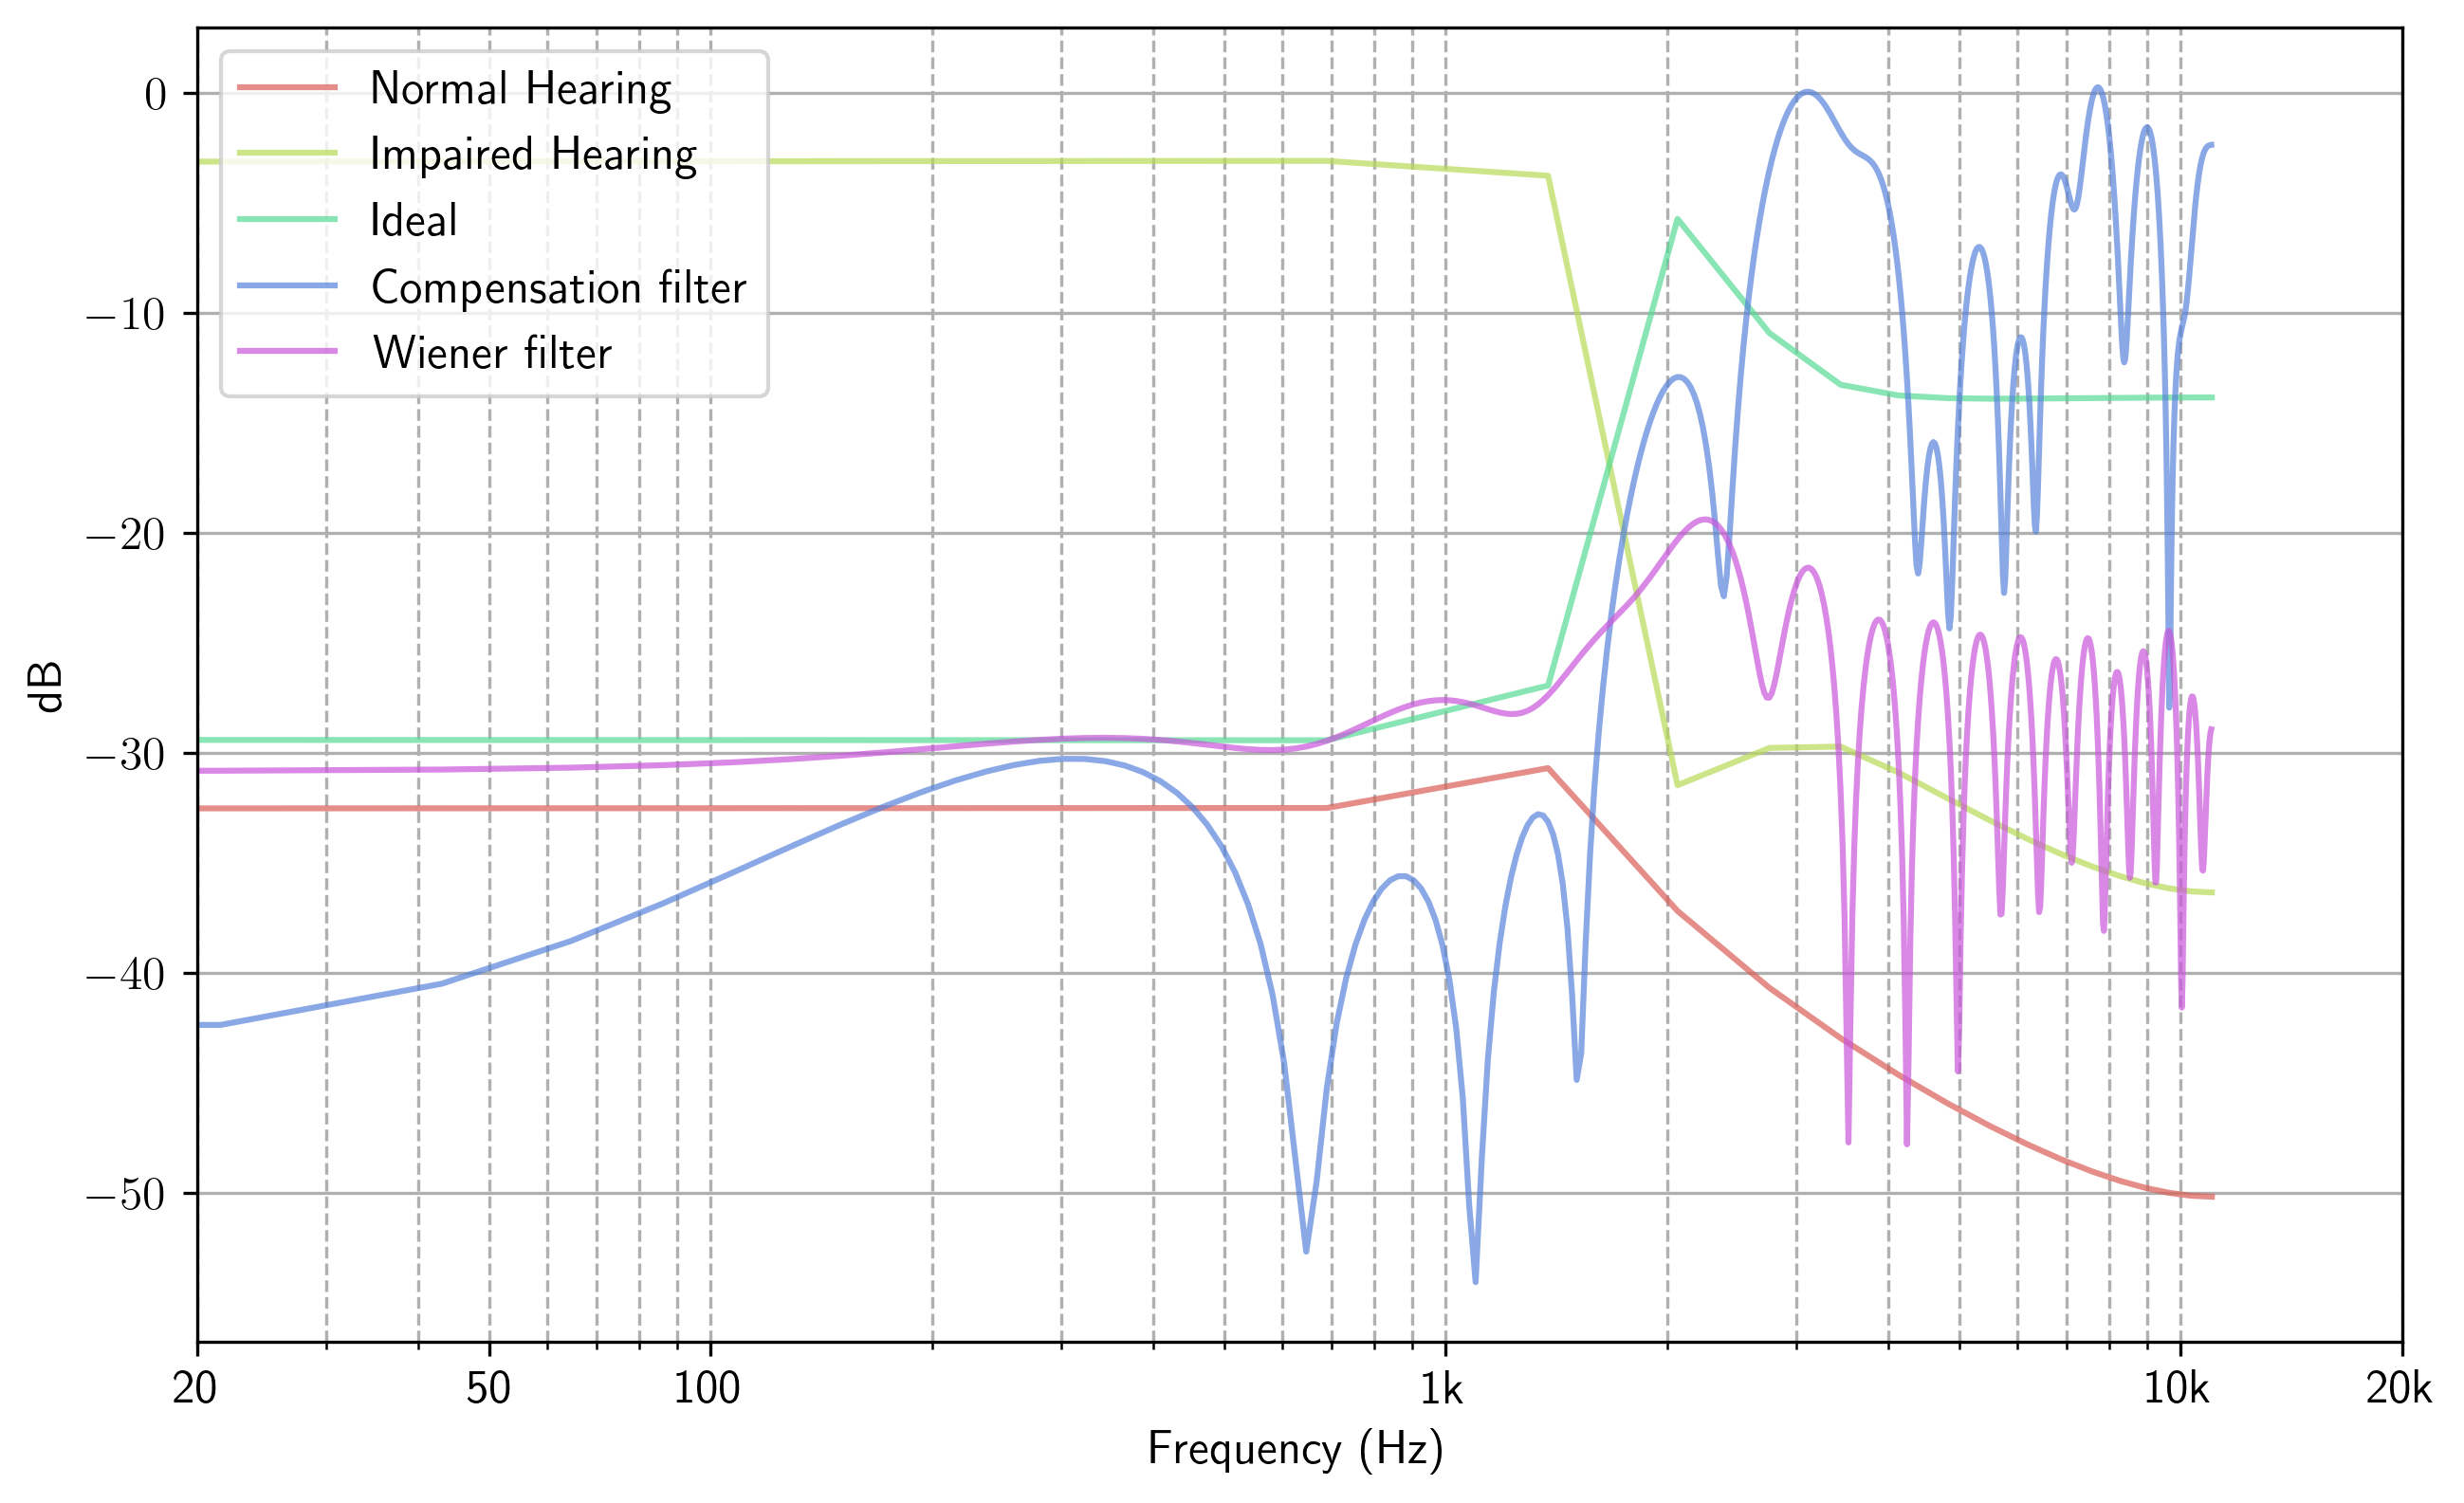 Normal Hearing
Impaired Hearing
Ideal
Compensation filter
Wiener filter
0
−10
−20
−30
−40
−50
dB
20 50 100 1k 10k 20k
Frequency (Hz)